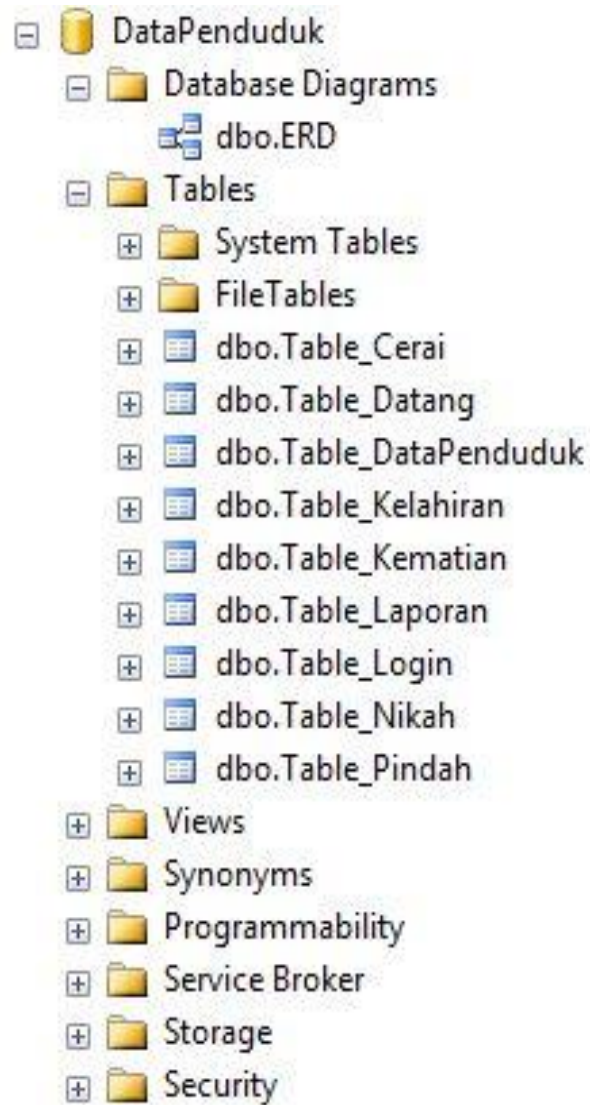 DataPenduduk
Database Diagrams
dbo.ERD
Tables
System Tables
FileTables
dbo.Table_Cerai
dbo.Table_Datang
dbo.Table_DataPenduduk
dbo.Table_Kelahiran
dbo.Table_Kematian
dbo.Table_Laporan
dbo.Table_Login
dbo.Table_Nikah
dbo.Table_Pindah
Views
Synonyms
Programmability
Service Broker
Storage
Security